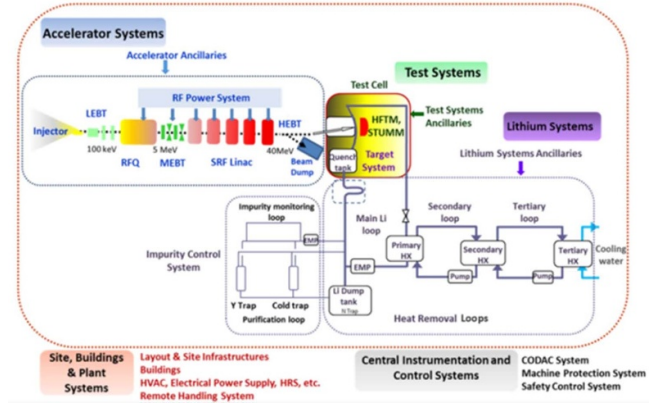 Accelerator Systems
Accelerator Ancillaries
Test Systems
Test Cell
RF Power System
LEBT
HEBT
Injector
100 keV
RFQ
5 MeV
MEBT
SRF Linac
40MeV
Beam
Dump
HFTM,
STUMM
Target
System
Quench
tank
Test Systems
Ancillaries
Lithium Systems
Lithium Systems Ancillaries
Impurity monitoring
loop
EMP
Impurity Control
System
Y Trap
Cold trap
Purification loop
Main Li
loop
EMP
Li Dump
tank
N Trap
Primary
HX
Secondary
loop
Secondary
HX
Pump
Tertiary
loop
Tertiary
HX
Pump
Cooling
water
Heat Removal Loops
Site, Buildings
& Plant
Systems
Layout & Site Infrastructures
Buildings
HVAC, Electrical Power Supply, HRS, etc.
Remote Handling System
Central Instrumentation and
Control Systems
CODAC System
Machine Protection System
Safety Control System